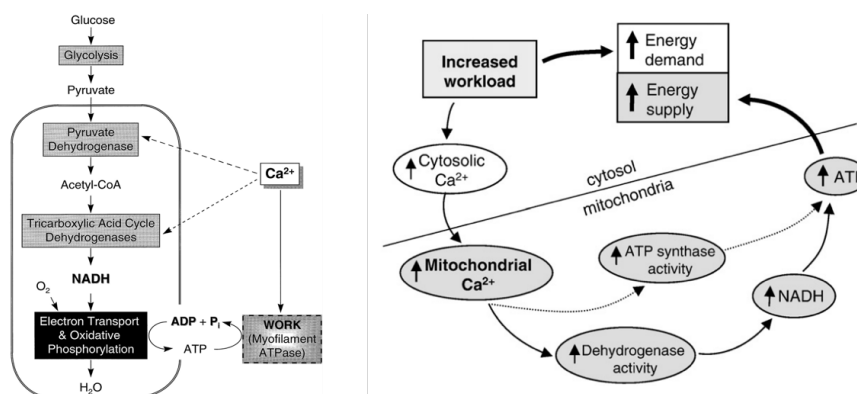 Glucose
Glycolysis
Pyruvate
Pyruvate
Dehydrogenase
Acetyl-CoA
Ca²⁺
Tricarboxylic Acid Cycle
Dehydrogenases
NADH
O₂
Electron Transport
& Oxidative
Phosphorylation
ADP + Pᵢ
ATP
WORK
(Myofilament
ATPase)
H₂O
Increased
workload
Energy
demand
Energy
supply
Cytosolic
Ca²⁺
cytosol
mitochondria
ATP
Mitochondrial
Ca²⁺
ATP synthase
activity
NADH
Dehydrogenase
activity